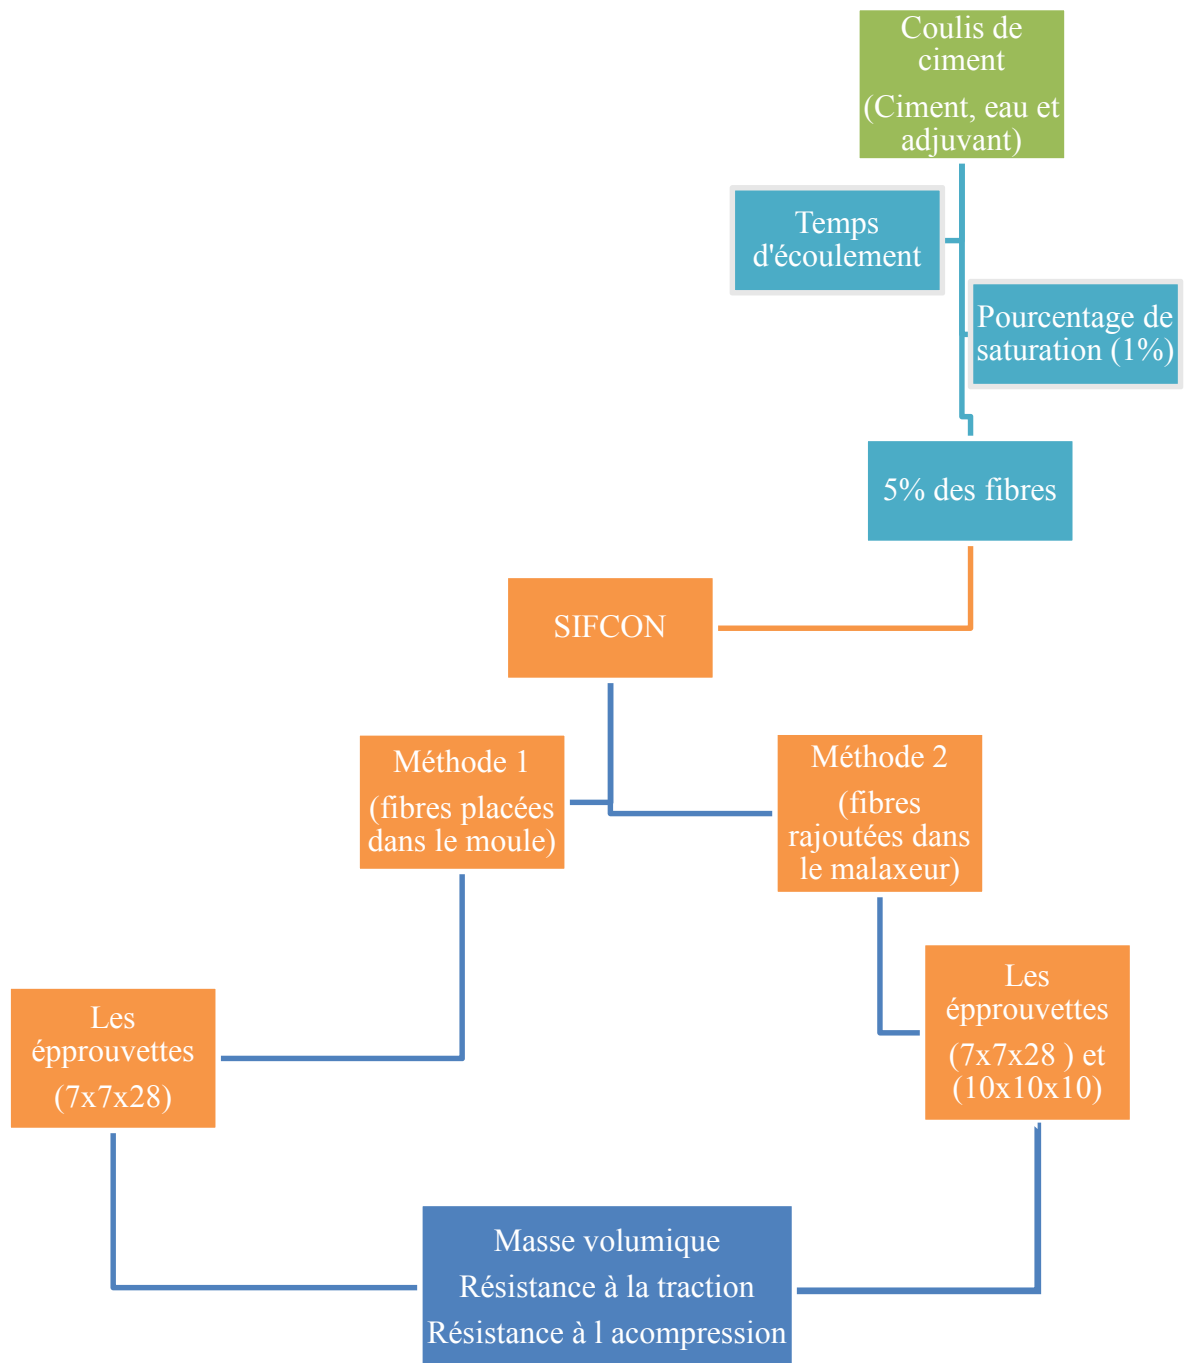 Coulis de
ciment
(Ciment, eau et
adjuvant)
Temps
d'écoulement
Pourcentage de
saturation (1%)
5% des fibres
SIFCON
Méthode 1
(fibres placées
dans le moule)
Méthode 2
(fibres
rajoutées dans
le malaxeur)
Les
épprouvettes
(7x7x28)
Les
épprouvettes
(7x7x28 ) et
(10x10x10)
Masse volumique
Résistance à la traction
Résistance à l acompression